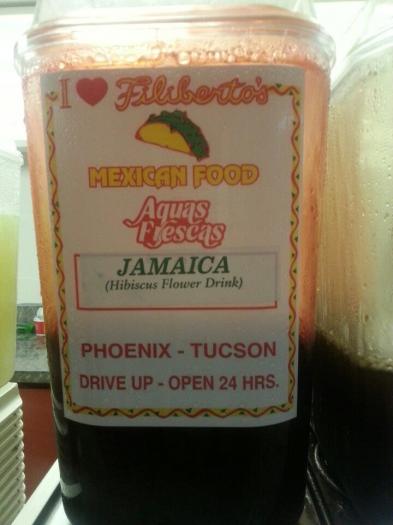 I ❤ Filiberto's
MEXICAN FOOD
Aguas
Frescas
JAMAICA
(Hibiscus Flower Drink)
PHOENIX - TUCSON
DRIVE UP - OPEN 24 HRS.